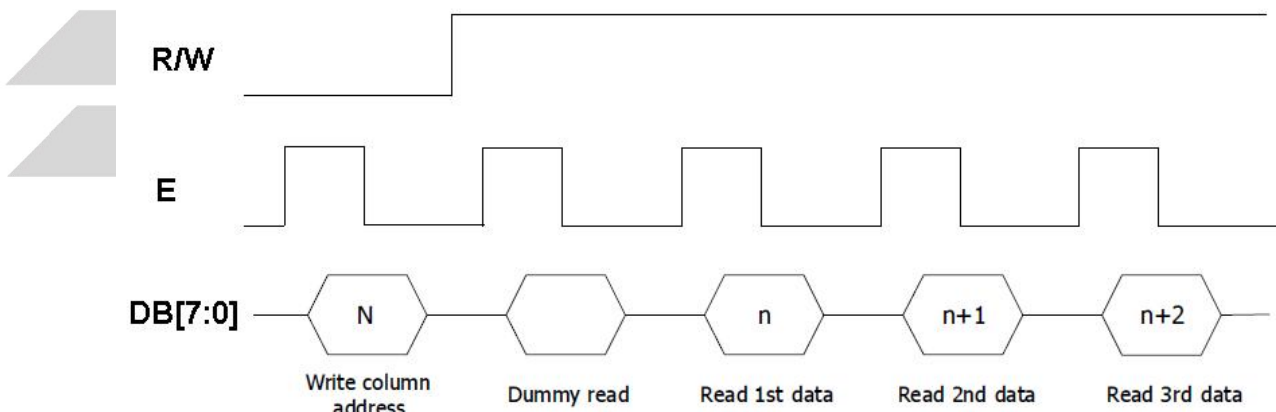 R/W
E
DB[7:0]
N
n
n+1
n+2
Write column
address
Dummy read
Read 1st data
Read 2nd data
Read 3rd data